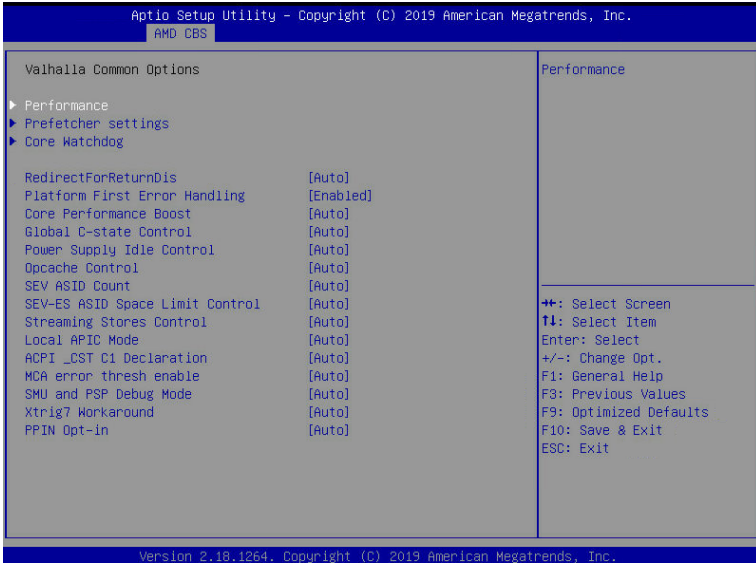 Aptio Setup Utility – Copyright (C) 2019 American Megatrends, Inc.
AMD CBS
Valhalla Common Options
Performance
Performance
Prefetcher settings
Core Watchdog
RedirectForReturnDis [Auto]
Platform First Error Handling [Enabled]
Core Performance Boost [Auto]
Global C-state Control [Auto]
Power Supply Idle Control [Auto]
Opcache Control [Auto]
SEV ASID Count [Auto]
SEV-ES ASID Space Limit Control [Auto]
Streaming Stores Control [Auto]
Local APIC Mode [Auto]
ACPI _CST C1 Declaration [Auto]
MCA error thresh enable [Auto]
SMU and PSP Debug Mode [Auto]
Xtrig7 Workaround [Auto]
PPIN Opt-in [Auto]
→←: Select Screen
↑↓: Select Item
Enter: Select
+/-: Change Opt.
F1: General Help
F3: Previous Values
F9: Optimized Defaults
F10: Save & Exit
ESC: Exit
Version 2.18.1264. Copyright (C) 2019 American Megatrends, Inc.